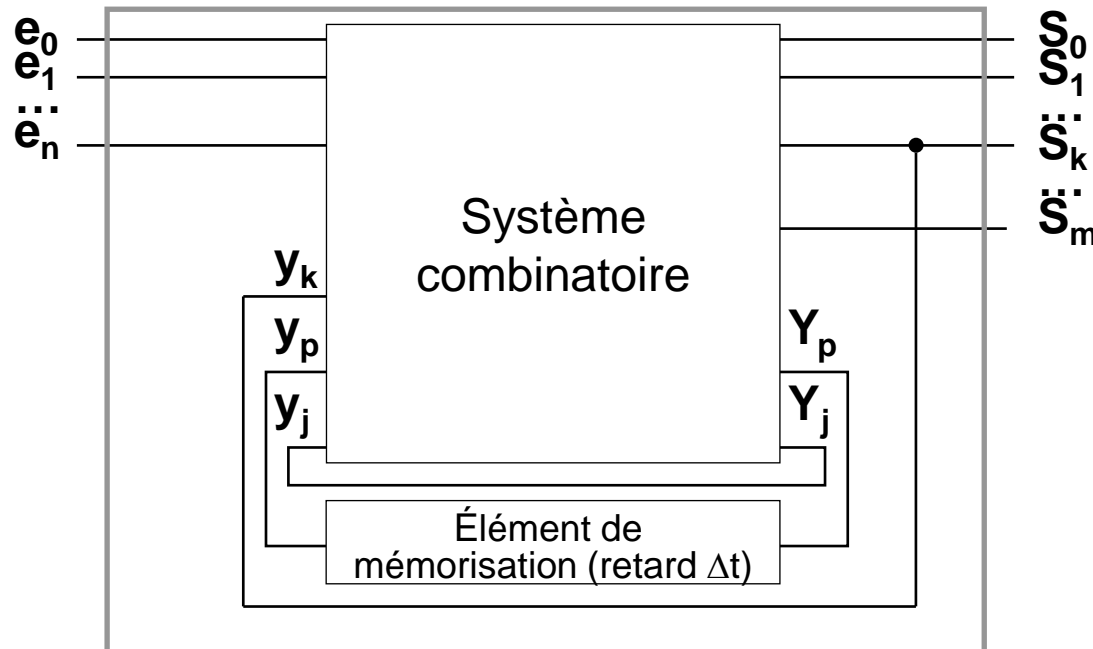 e0
e1
...
en
S0
S1
...
Sk
...
Sm
Système
combinatoire
yk
yp
yj
Yp
Yj
Élément de
mémorisation (retard Δt)